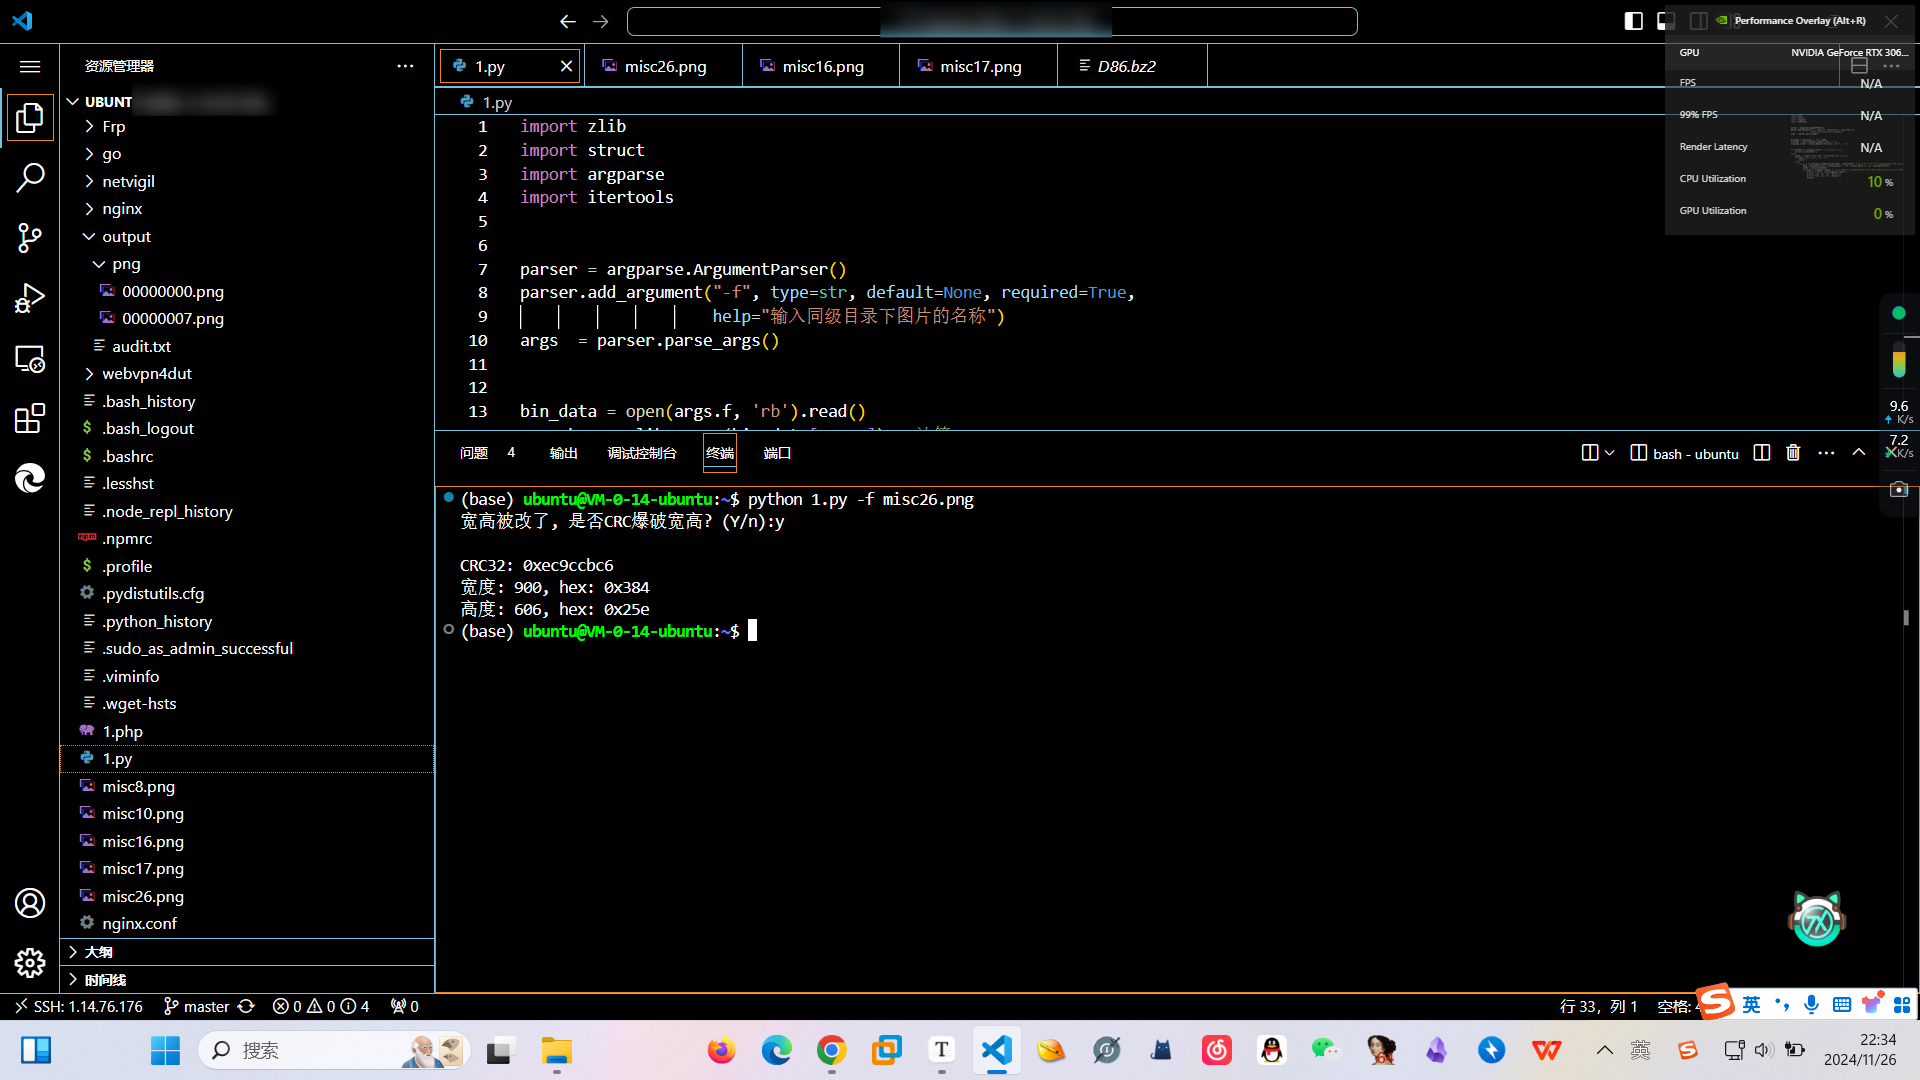 Performance Overlay (Alt+R)
资源管理器
1.py
misc26.png
misc16.png
misc17.png
D86.bz2
GPU
NVIDIA GeForce RTX 306...
FPS
N/A
99% FPS
N/A
Render Latency
N/A
CPU Utilization
10 %
GPU Utilization
0 %
UBUNT
Frp
go
netvigil
nginx
output
png
00000000.png
00000007.png
audit.txt
webvpn4dut
.bash_history
.bash_logout
.bashrc
.lesshst
.node_repl_history
.npmrc
.profile
.pydistutils.cfg
.python_history
.sudo_as_admin_successful
.viminfo
.wget-hsts
1.php
1.py
misc8.png
misc10.png
misc16.png
misc17.png
misc26.png
nginx.conf
大纲
时间线
1.py
1 import zlib
2 import struct
3 import argparse
4 import itertools
5
6
7 parser = argparse.ArgumentParser()
8 parser.add_argument("-f", type=str, default=None, required=True,
9 help="输入同级目录下图片的名称")
10 args  = parser.parse_args()
11
12
13 bin_data = open(args.f, 'rb').read()
9.6
K/s
7.2
K/s
问题 4 输出 调试控制台 终端 端口
bash - ubuntu
(base) ubuntu@VM-0-14-ubuntu:~$ python 1.py -f misc26.png
宽高被改了, 是否CRC爆破宽高? (Y/n):y
CRC32: 0xec9ccbc6
宽度: 900, hex: 0x384
高度: 606, hex: 0x25e
(base) ubuntu@VM-0-14-ubuntu:~$
SSH: 1.14.76.176 master 0 0 4 0
行 33，列 1 空格: 4
英
搜索
英
22:34
2024/11/26